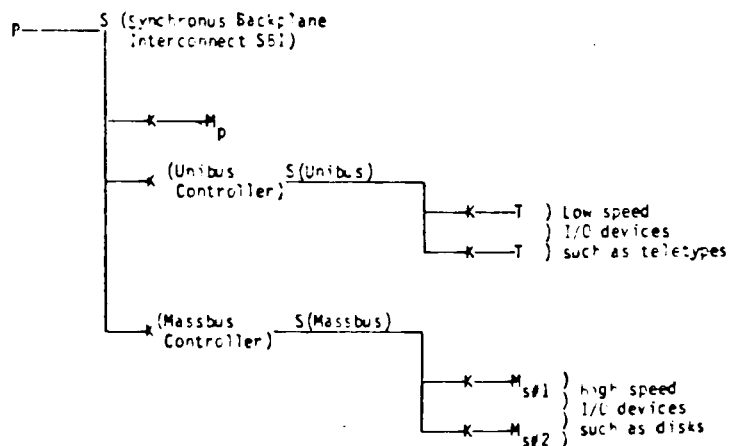 P S (Synchronus Backplane
Interconnect SBI)
K M
p
K (Unibus S(Unibus)
Controller)
K T ) Low speed
) I/O devices
K T ) such as teletypes
K (Massbus S(Massbus)
Controller)
K M s#1 ) high speed
) I/O devices
K M s#2 ) such as disks